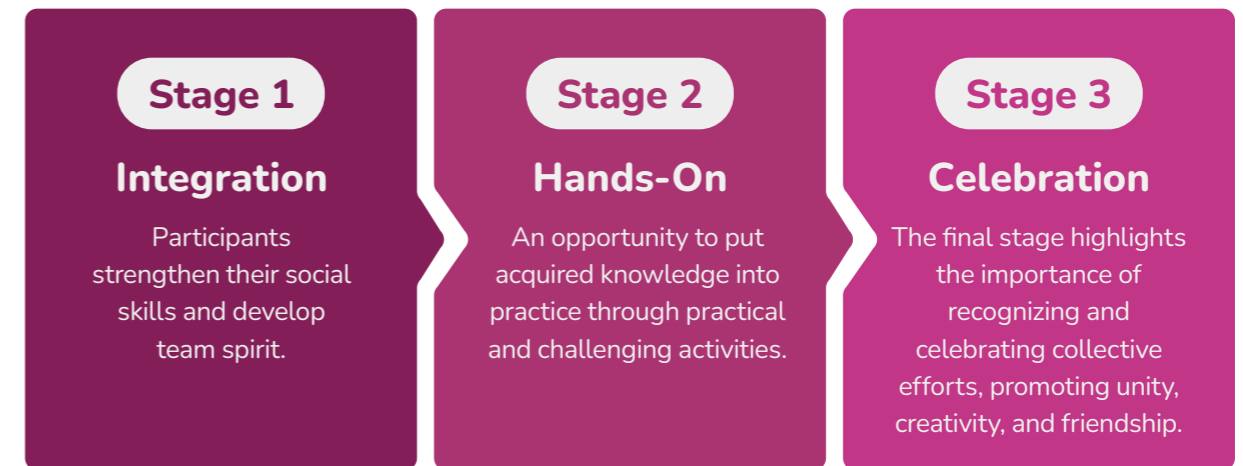 Stage 1
Integration
Participants
strengthen their social
skills and develop
team spirit.
Stage 2
Hands-On
An opportunity to put
acquired knowledge into
practice through practical
and challenging activities.
Stage 3
Celebration
The final stage highlights
the importance of
recognizing and
celebrating collective
efforts, promoting unity,
creativity, and friendship.